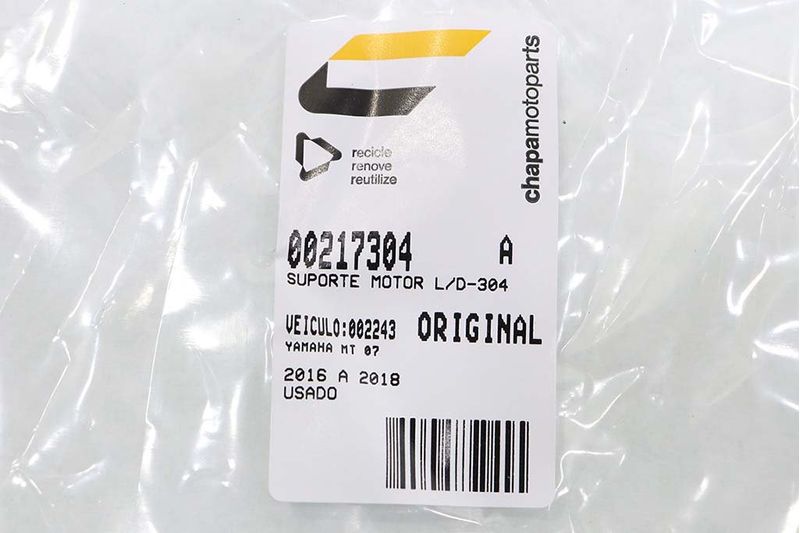 chapamotoparts
recicle
renove
reutilize
00217304 A
SUPORTE MOTOR L/D-304
VEICULO:002243 ORIGINAL
YAMAHA MT 07
2016 A 2018
USADO